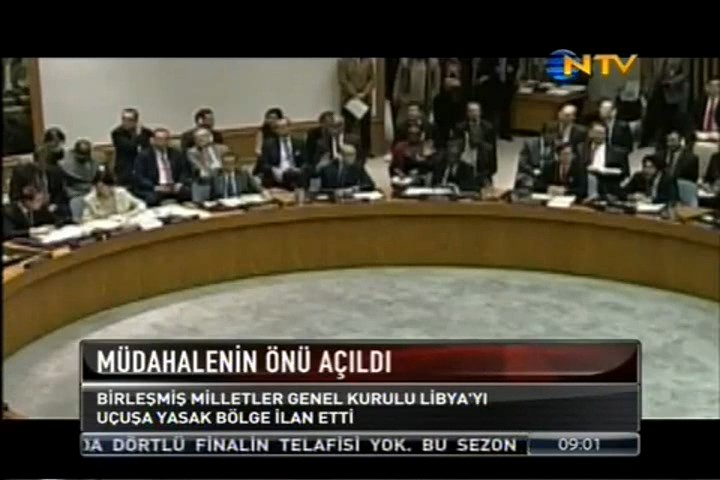 NTV
MÜDAHALENİN ÖNÜ AÇILDI
BİRLEŞMİŞ MİLLETLER GENEL KURULU LİBYA'YI
UÇUŞA YASAK BÖLGE İLAN ETTİ
DA DÖRTLÜ FİNALİN TELAFİSİ YOK. BU SEZON
09:01